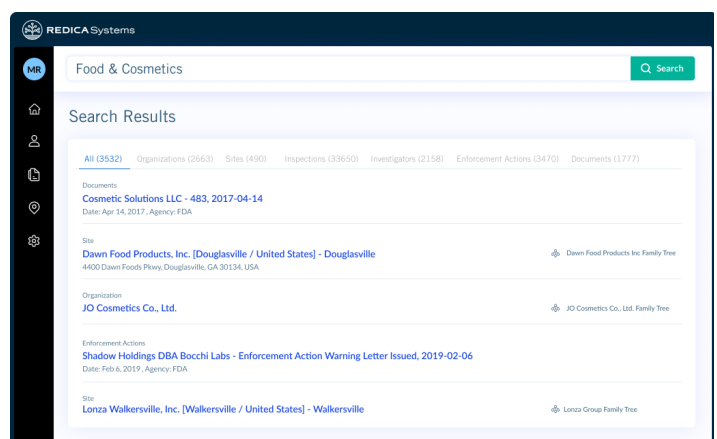 REDICA Systems
MR
Food & Cosmetics
Search
Search Results
All (3532) Organizations (2663) Sites (490) Inspections (33650) Investigators (2158) Enforcement Actions (3470) Documents (1777)
Documents
Cosmetic Solutions LLC - 483, 2017-04-14
Date: Apr 14, 2017 , Agency: FDA
Site
Dawn Food Products, Inc. [Douglasville / United States] - Douglasville
Dawn Food Products Inc Family Tree
4400 Dawn Foods Pkwy, Douglasville, GA 30134, USA
Organization
JO Cosmetics Co., Ltd.
JO Cosmetics Co., Ltd. Family Tree
Enforcement Actions
Shadow Holdings DBA Bocchi Labs - Enforcement Action Warning Letter Issued, 2019-02-06
Date: Feb 6, 2019 , Agency: FDA
Site
Lonza Walkersville, Inc. [Walkersville / United States] - Walkersville
Lonza Group Family Tree